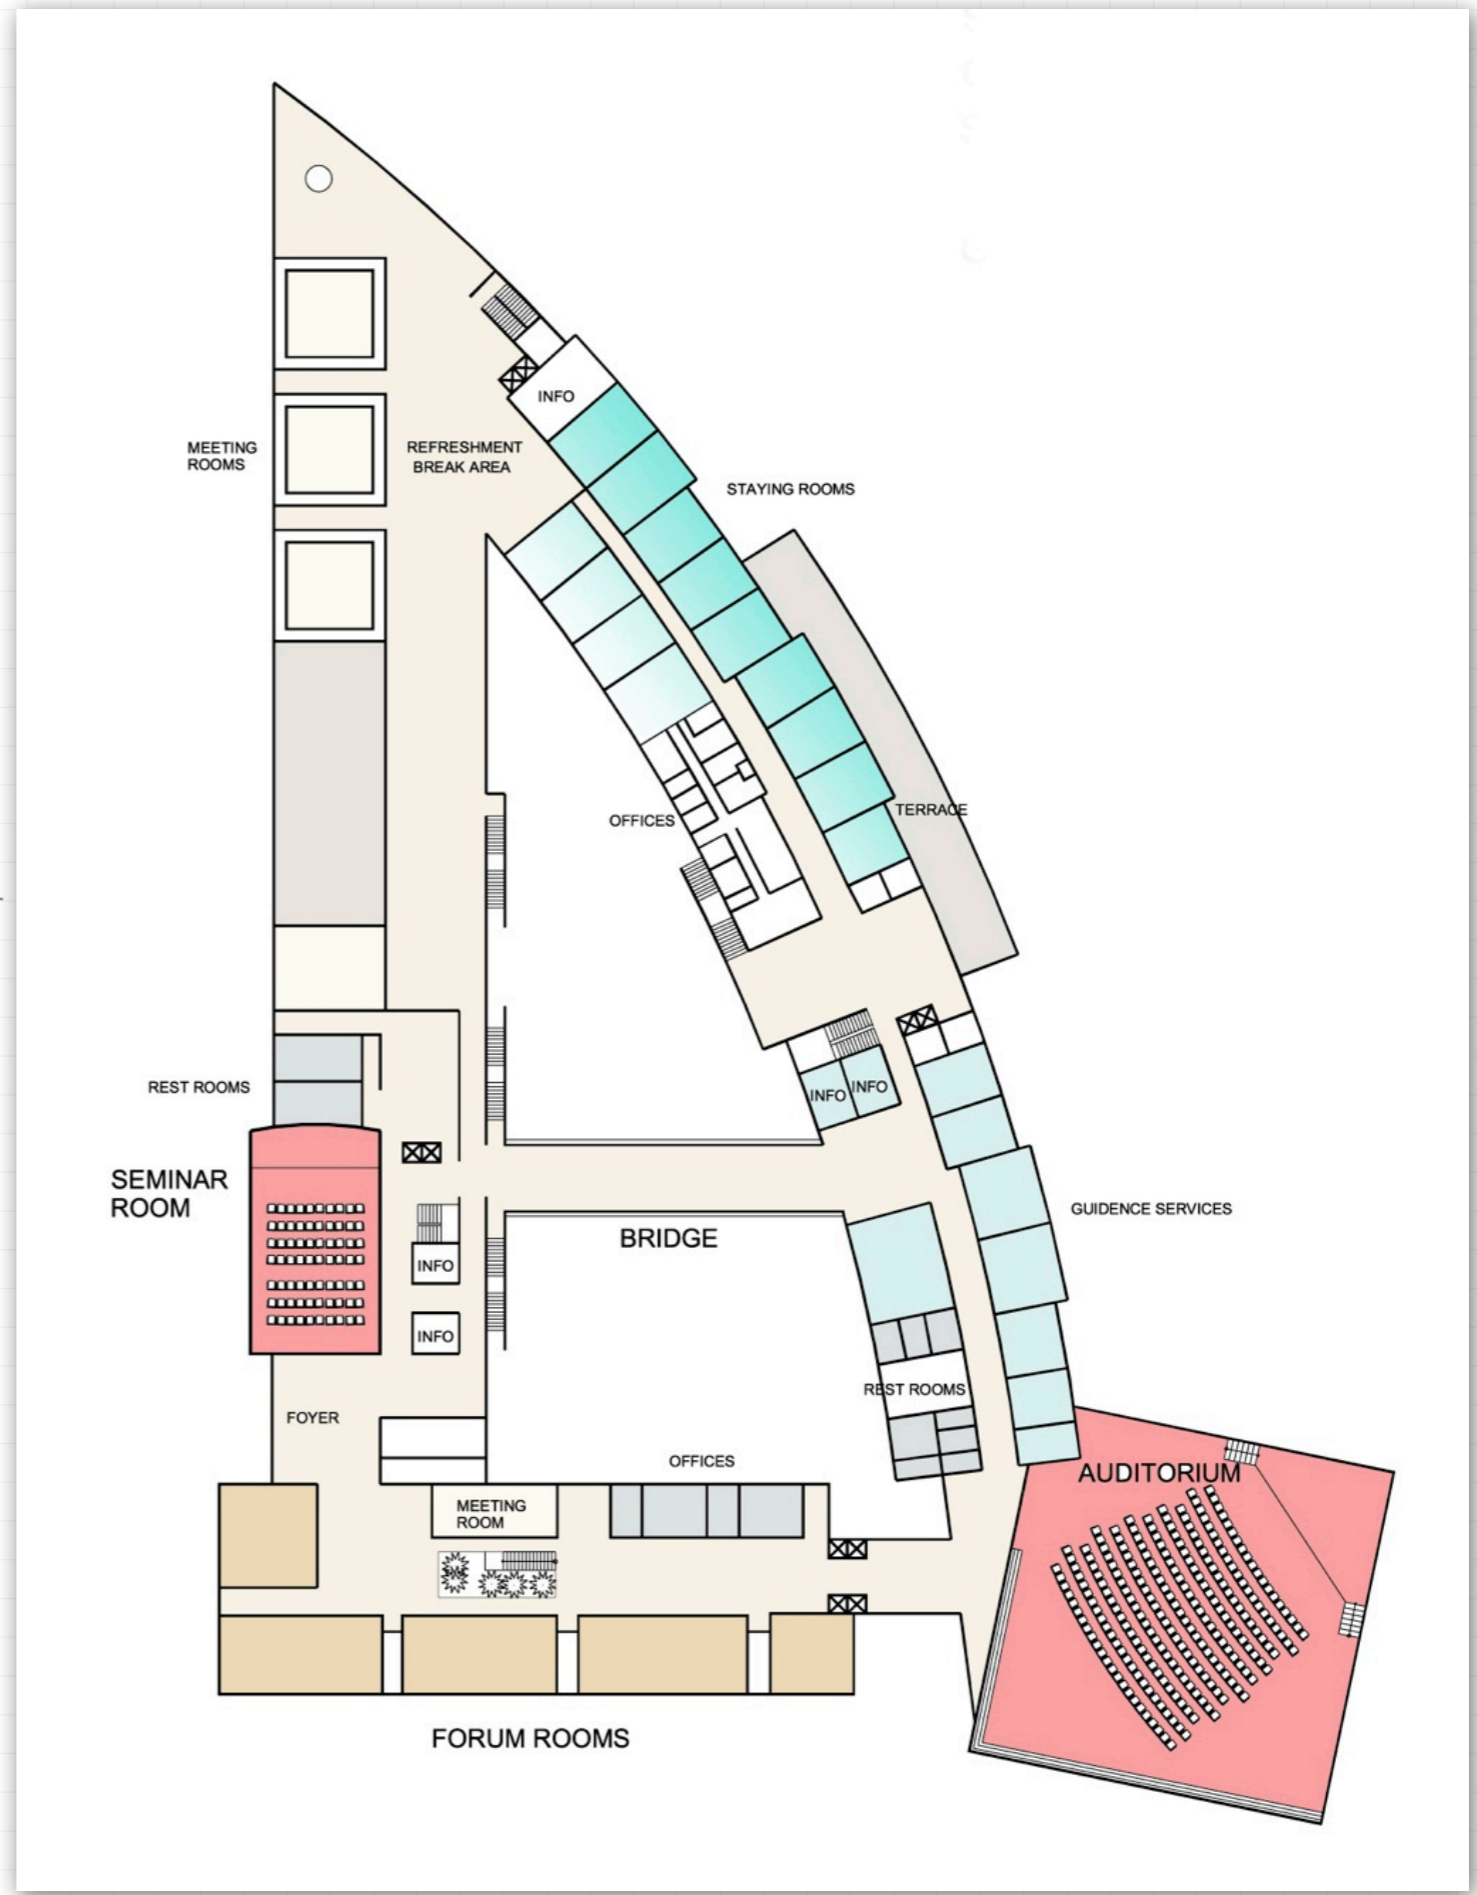 INFO
MEETING
ROOMS
REFRESHMENT
BREAK AREA
STAYING ROOMS
TERRACE
OFFICES
REST ROOMS
INFO
INFO
SEMINAR
ROOM
GUIDENCE SERVICES
BRIDGE
INFO
INFO
REST ROOMS
FOYER
OFFICES
AUDITORIUM
MEETING
ROOM
FORUM ROOMS